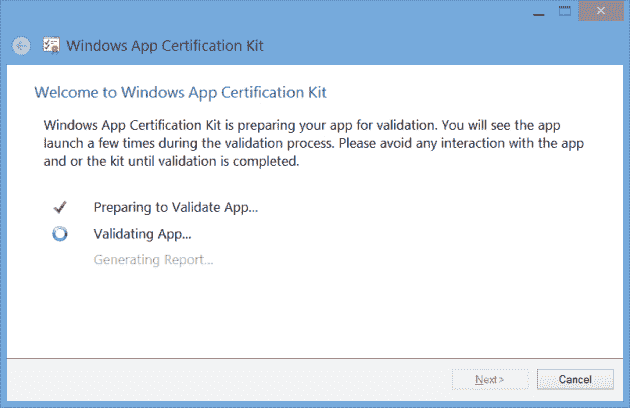 Windows App Certification Kit
Welcome to Windows App Certification Kit
Windows App Certification Kit is preparing your app for validation. You will see the app
launch a few times during the validation process. Please avoid any interaction with the app
and or the kit until validation is completed.
Preparing to Validate App...
Validating App...
Generating Report...
Next >
Cancel